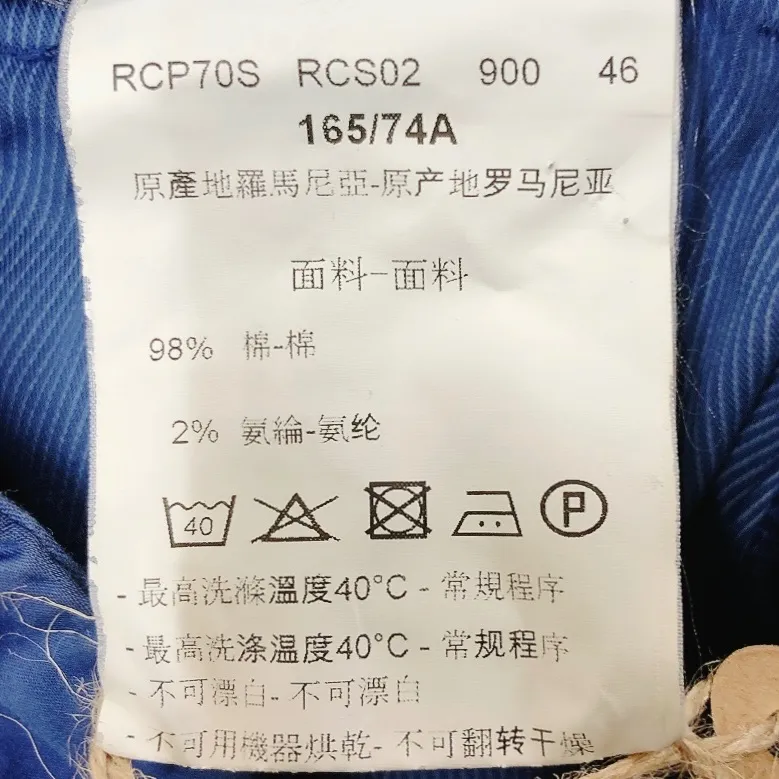 RCP70S RCS02 900 46
165/74A
原產地羅馬尼亞-原产地罗马尼亚
面料-面料
98% 棉-棉
2% 氨綸-氨纶
40 P
- 最高洗滌溫度40°C - 常規程序
- 最高洗涤温度40°C - 常规程序
- 不可漂白- 不可漂白
- 不可用機器烘乾- 不可翻转干燥